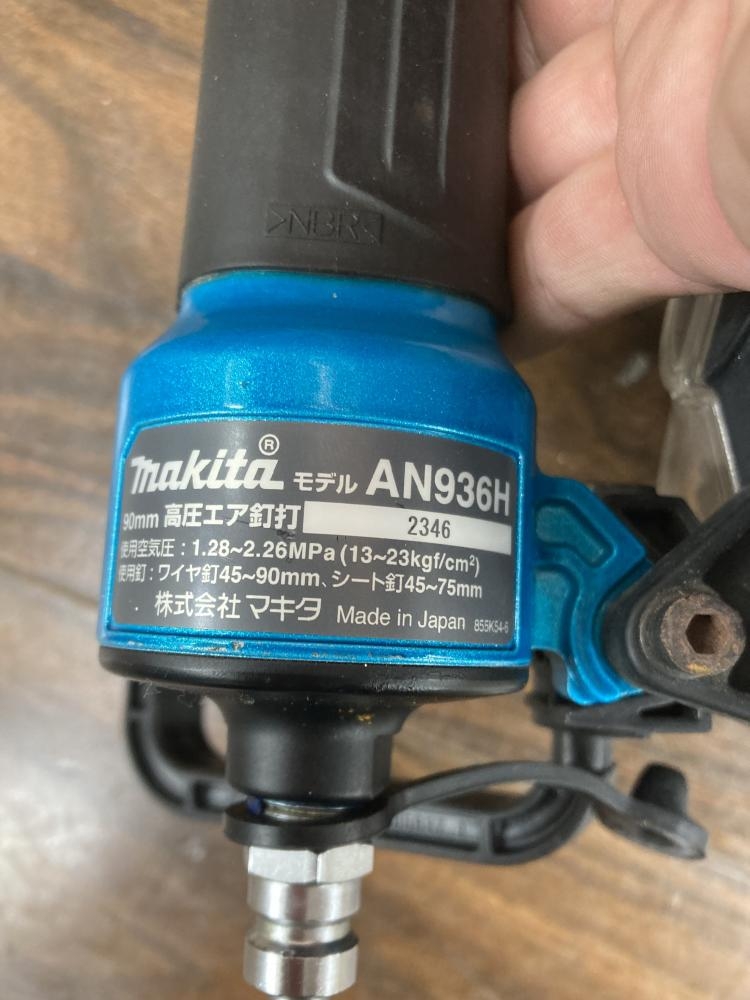 >NBR<
makita® モデル AN936H
90mm 高圧エア釘打 2346
使用空気圧：1.28~2.26MPa (13~23kgf/cm²)
使用釘：ワイヤ釘45~90mm、シート釘45~75mm
株式会社 マキタ Made in Japan 855K54-6